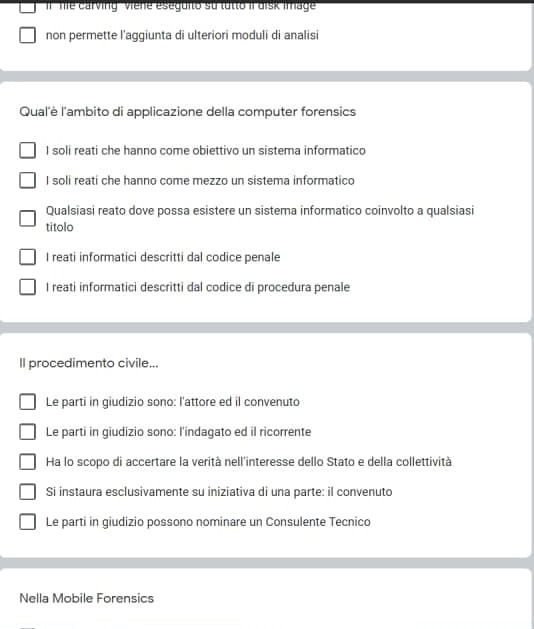 Il "file carving" viene eseguito su tutto il disk image
non permette l'aggiunta di ulteriori moduli di analisi
Qual'è l'ambito di applicazione della computer forensics
I soli reati che hanno come obiettivo un sistema informatico
I soli reati che hanno come mezzo un sistema informatico
Qualsiasi reato dove possa esistere un sistema informatico coinvolto a qualsiasi
titolo
I reati informatici descritti dal codice penale
I reati informatici descritti dal codice di procedura penale
Il procedimento civile...
Le parti in giudizio sono: l'attore ed il convenuto
Le parti in giudizio sono: l'indagato ed il ricorrente
Ha lo scopo di accertare la verità nell'interesse dello Stato e della collettività
Si instaura esclusivamente su iniziativa di una parte: il convenuto
Le parti in giudizio possono nominare un Consulente Tecnico
Nella Mobile Forensics